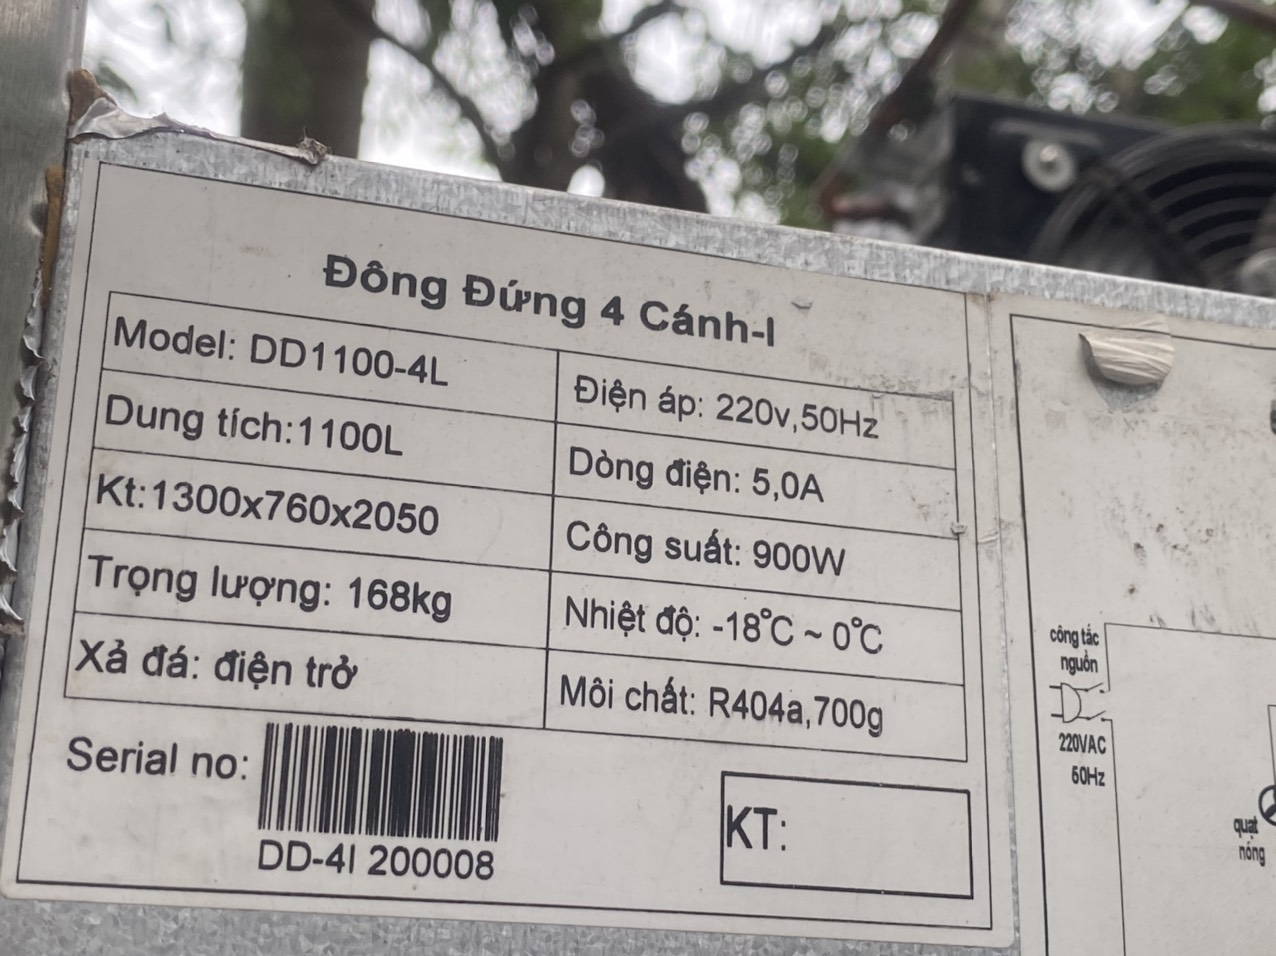 Đông Đứng 4 Cánh-I
Model: DD1100-4L
Điện áp: 220v,50Hz
Dung tích:1100L
Dòng điện: 5,0A
Kt:1300x760x2050
Công suất: 900W
Trọng lượng: 168kg
Nhiệt độ: -18°C ~ 0°C
Xả đá: điện trở
Môi chất: R404a,700g
Serial no:
DD-4I 200008
KT:
công tắc
nguồn
220VAC
50Hz
quạt
nóng